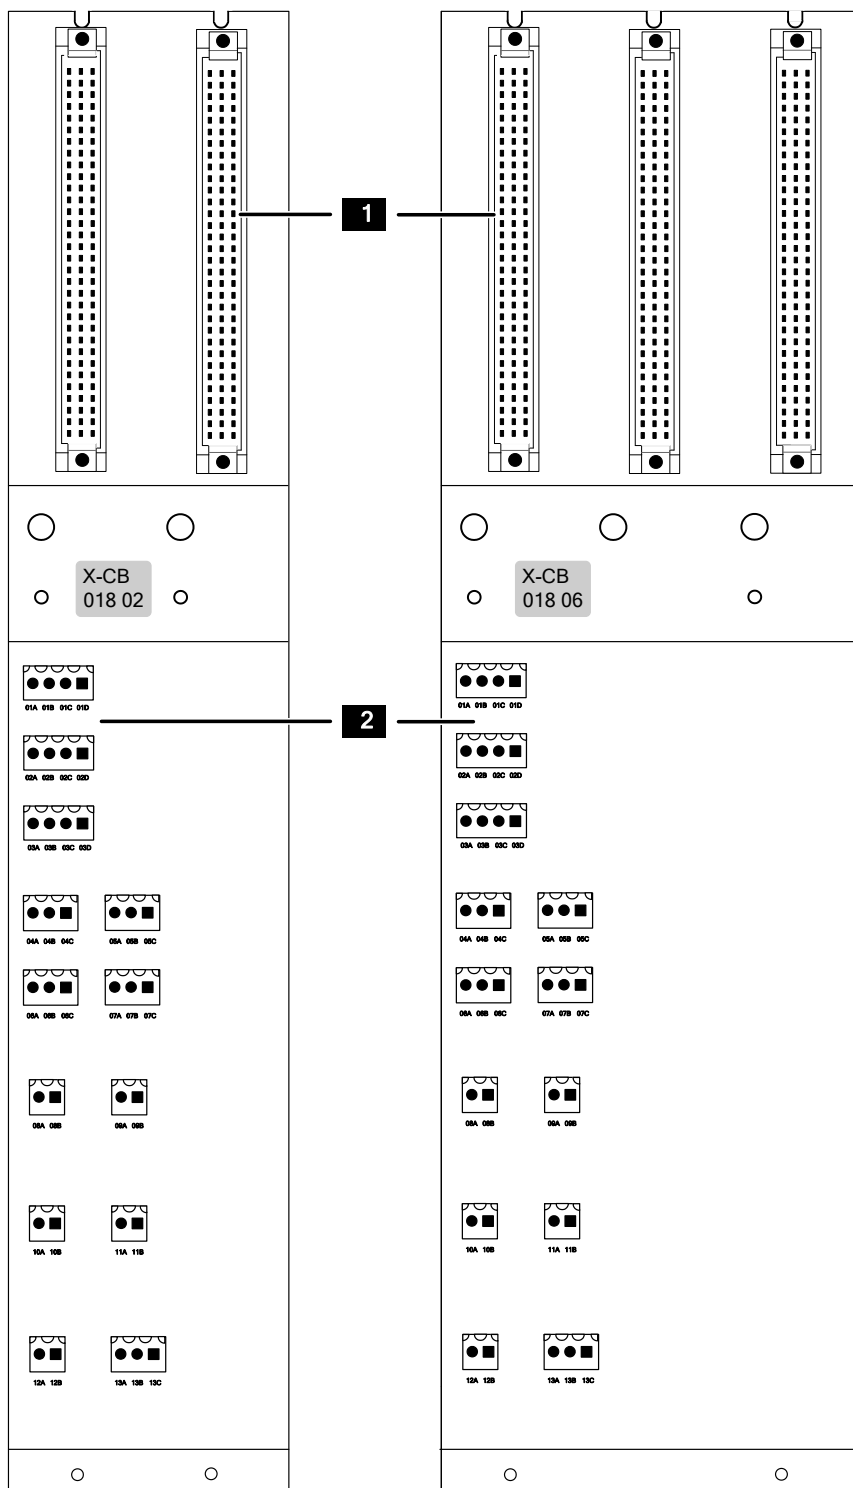 1
X-CB
018 02
X-CB
018 06
2
01A 01B 01C 01D
02A 02B 02C 02D
03A 03B 03C 03D
04A 04B 04C 05A 05B 05C
06A 06B 06C 07A 07B 07C
08A 08B 09A 09B
10A 10B 11A 11B
12A 12B 13A 13B 13C
01A 01B 01C 01D
02A 02B 02C 02D
03A 03B 03C 03D
04A 04B 04C 05A 05B 05C
06A 06B 06C 07A 07B 07C
08A 08B 09A 09B
10A 10B 11A 11B
12A 12B 13A 13B 13C